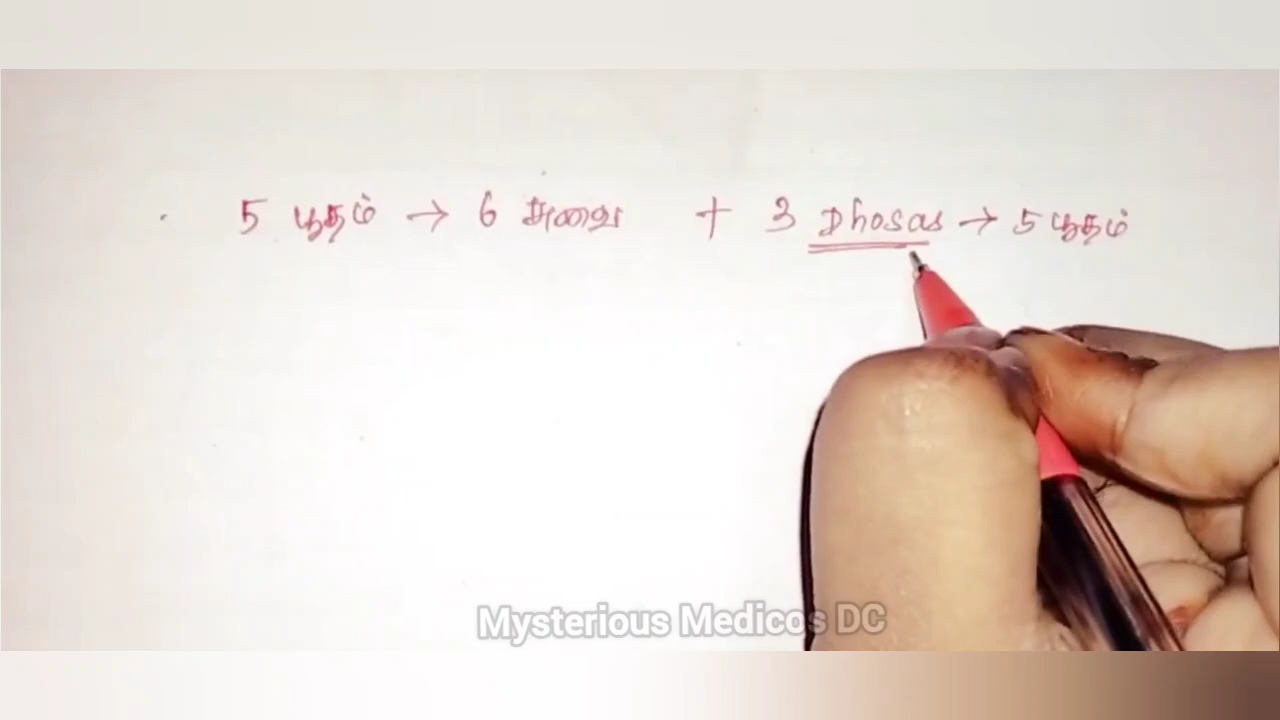 5 பூதம் → 6 சுவை + 3 Dhosas → 5 பூதம்
Mysterious Medicos DC